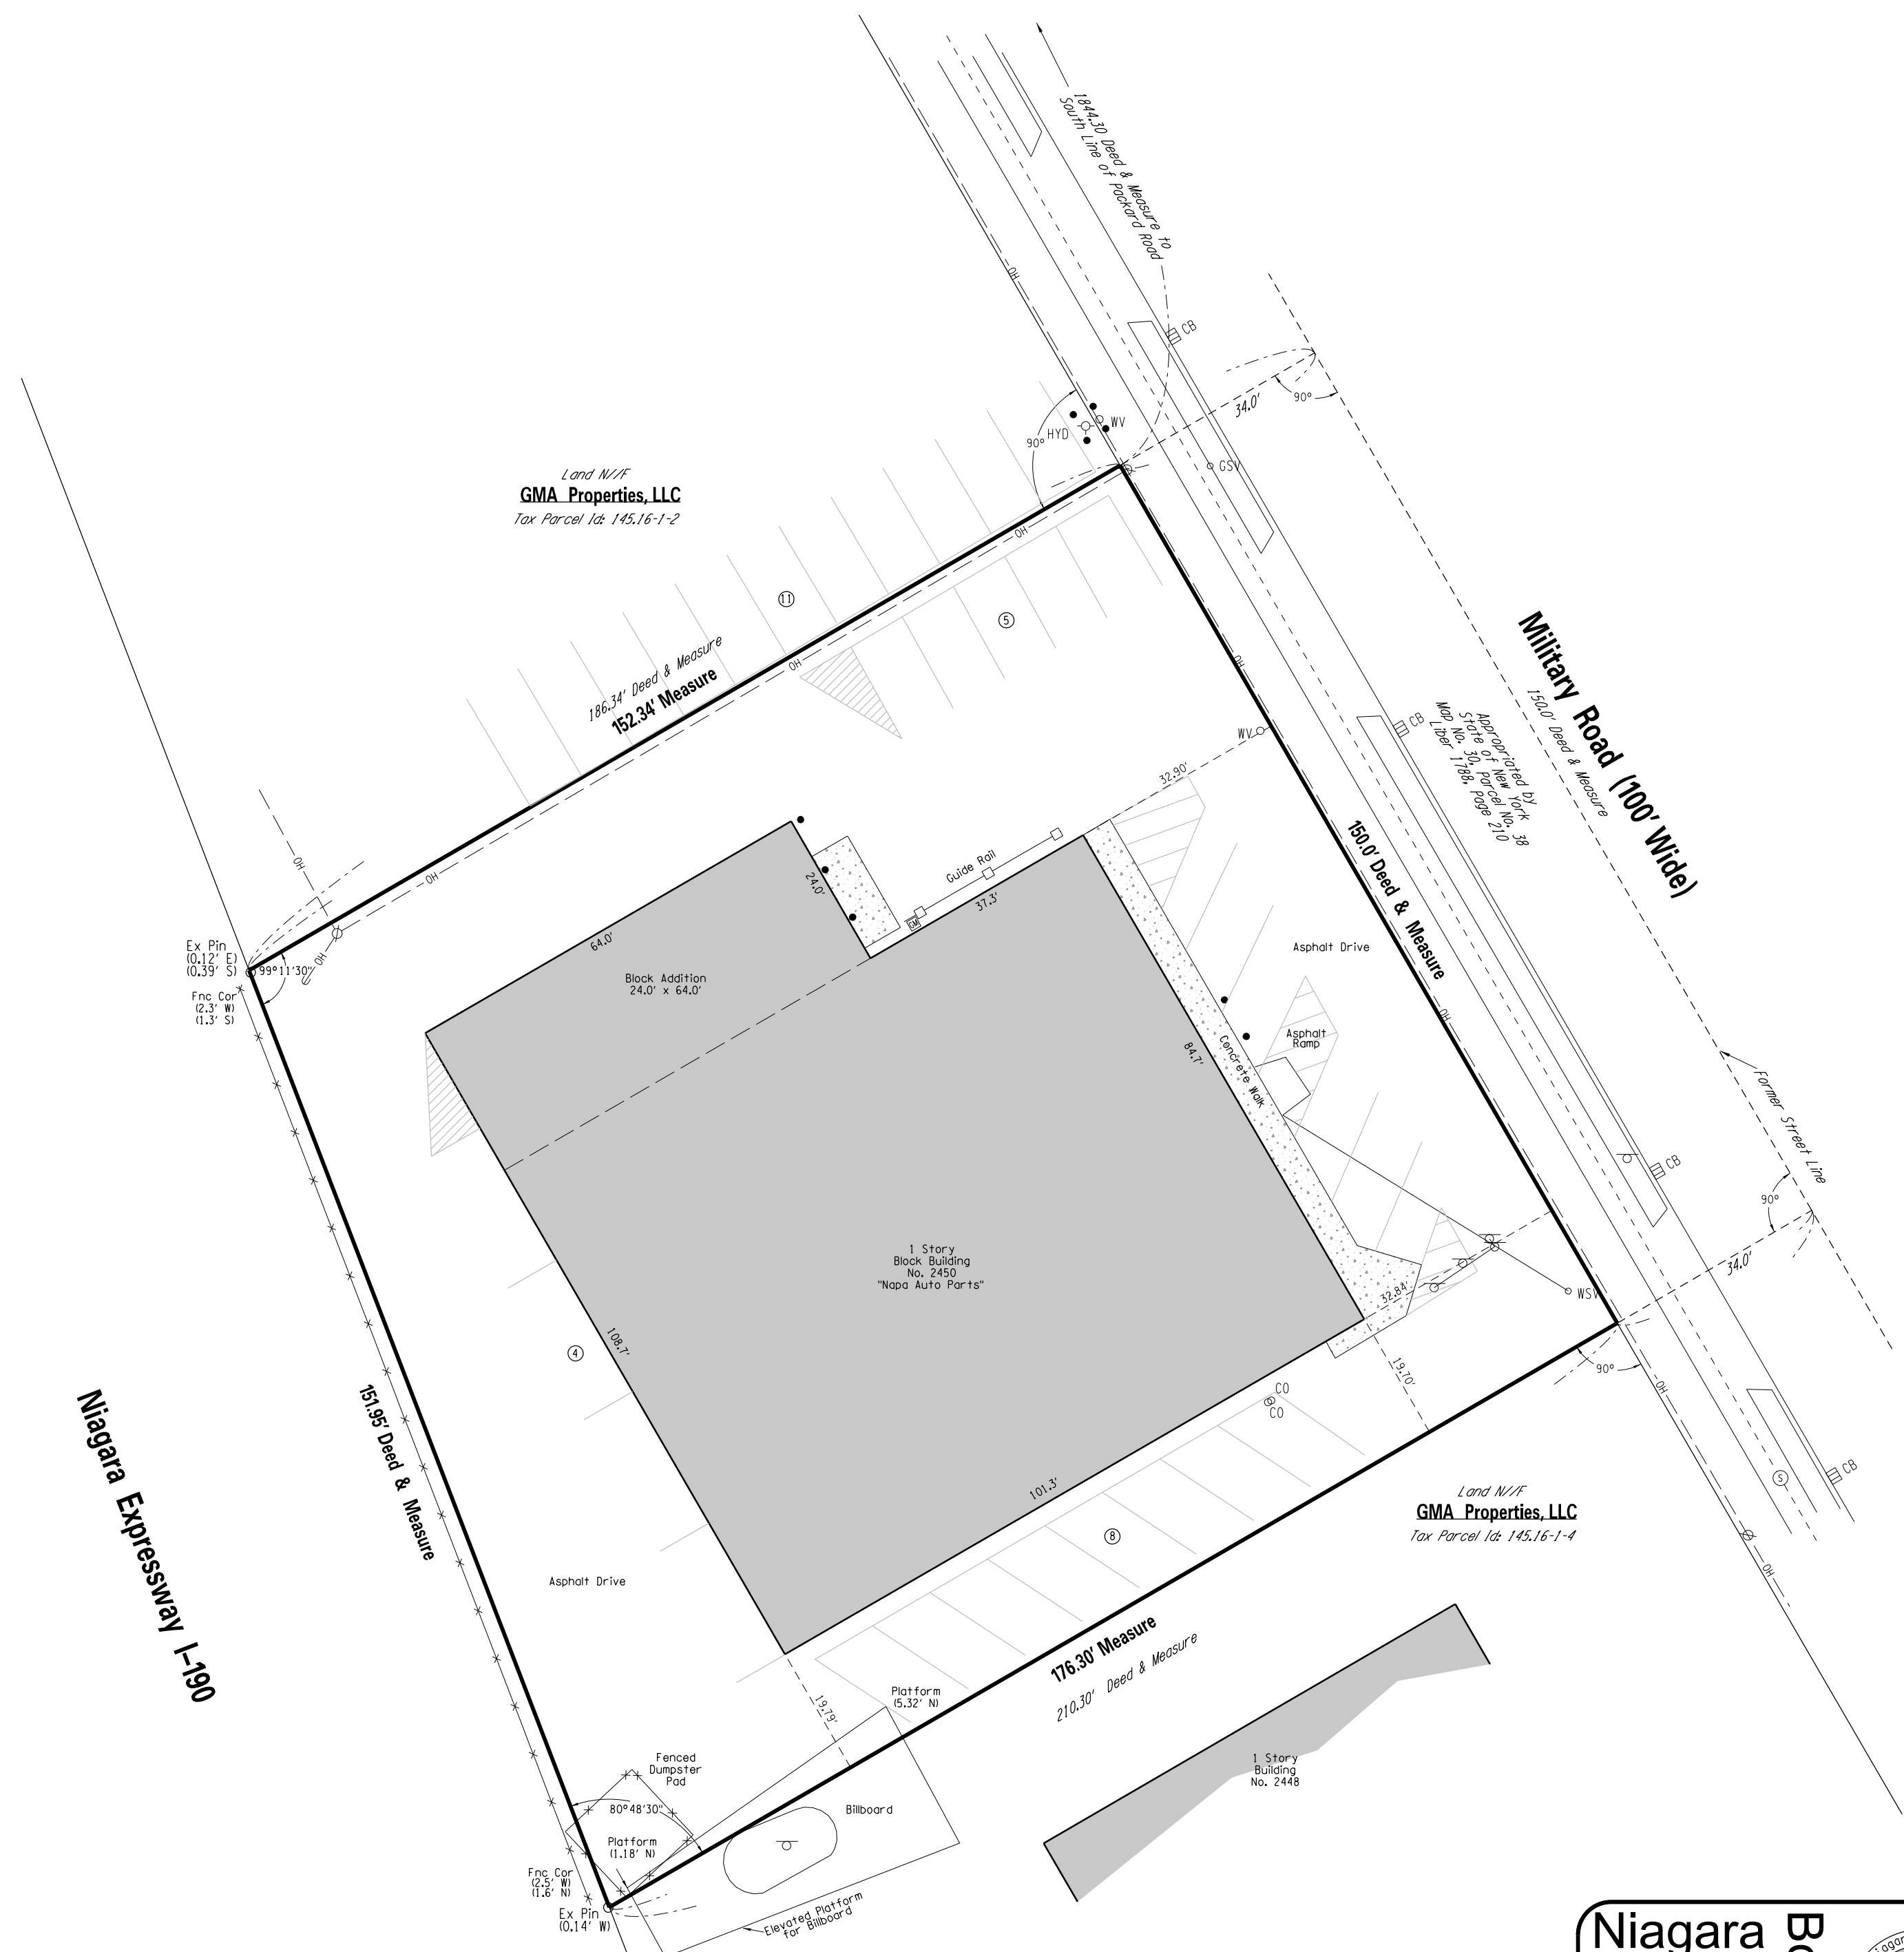 1844.30 Deed & Measure to
South Line of Packard Road
OH
CB
34.0'
90°
HYD
WV
90°
GSV
Land N//F
GMA Properties, LLC
Tax Parcel Id: 145.16-1-2
OH
11
5
186.34' Deed & Measure
152.34' Measure
OH
OH
Military Road (100' Wide)
150.0' Deed & Measure
Appropriated by
State of New York
Map No. 30, Parcel No. 38
Liber 1788, Page 210
CB
WV
32.90'
150.0' Deed & Measure
OH
OH
Guide Rail
37.3'
GM
24.0'
64.0'
Block Addition
24.0' x 64.0'
Ex Pin
(0.12' E)
(0.39' S)
99°11'30"
OH
Fnc Cor
(2.3' W)
(1.3' S)
Asphalt Drive
Asphalt
Ramp
Concrete Walk
84.7'
OH
Former Street Line
CB
90°
34.0'
1 Story
Block Building
No. 2450
"Napa Auto Parts"
32.84'
WSV
108.7'
4
19.70'
90°
OH
CO
CO
Niagara Expressway I-190
151.95' Deed & Measure
101.3'
8
Land N//F
GMA Properties, LLC
Tax Parcel Id: 145.16-1-4
S
CB
OH
Asphalt Drive
176.30' Measure
210.30' Deed & Measure
Platform
(5.32' N)
19.79'
Fenced
Dumpster
Pad
80°48'30"
Billboard
1 Story
Building
No. 2448
Platform
(1.18' N)
Fnc Cor
(2.5' W)
(1.6' N)
Ex Pin
(0.14' W)
Elevated Platform
for Billboard
Niagara